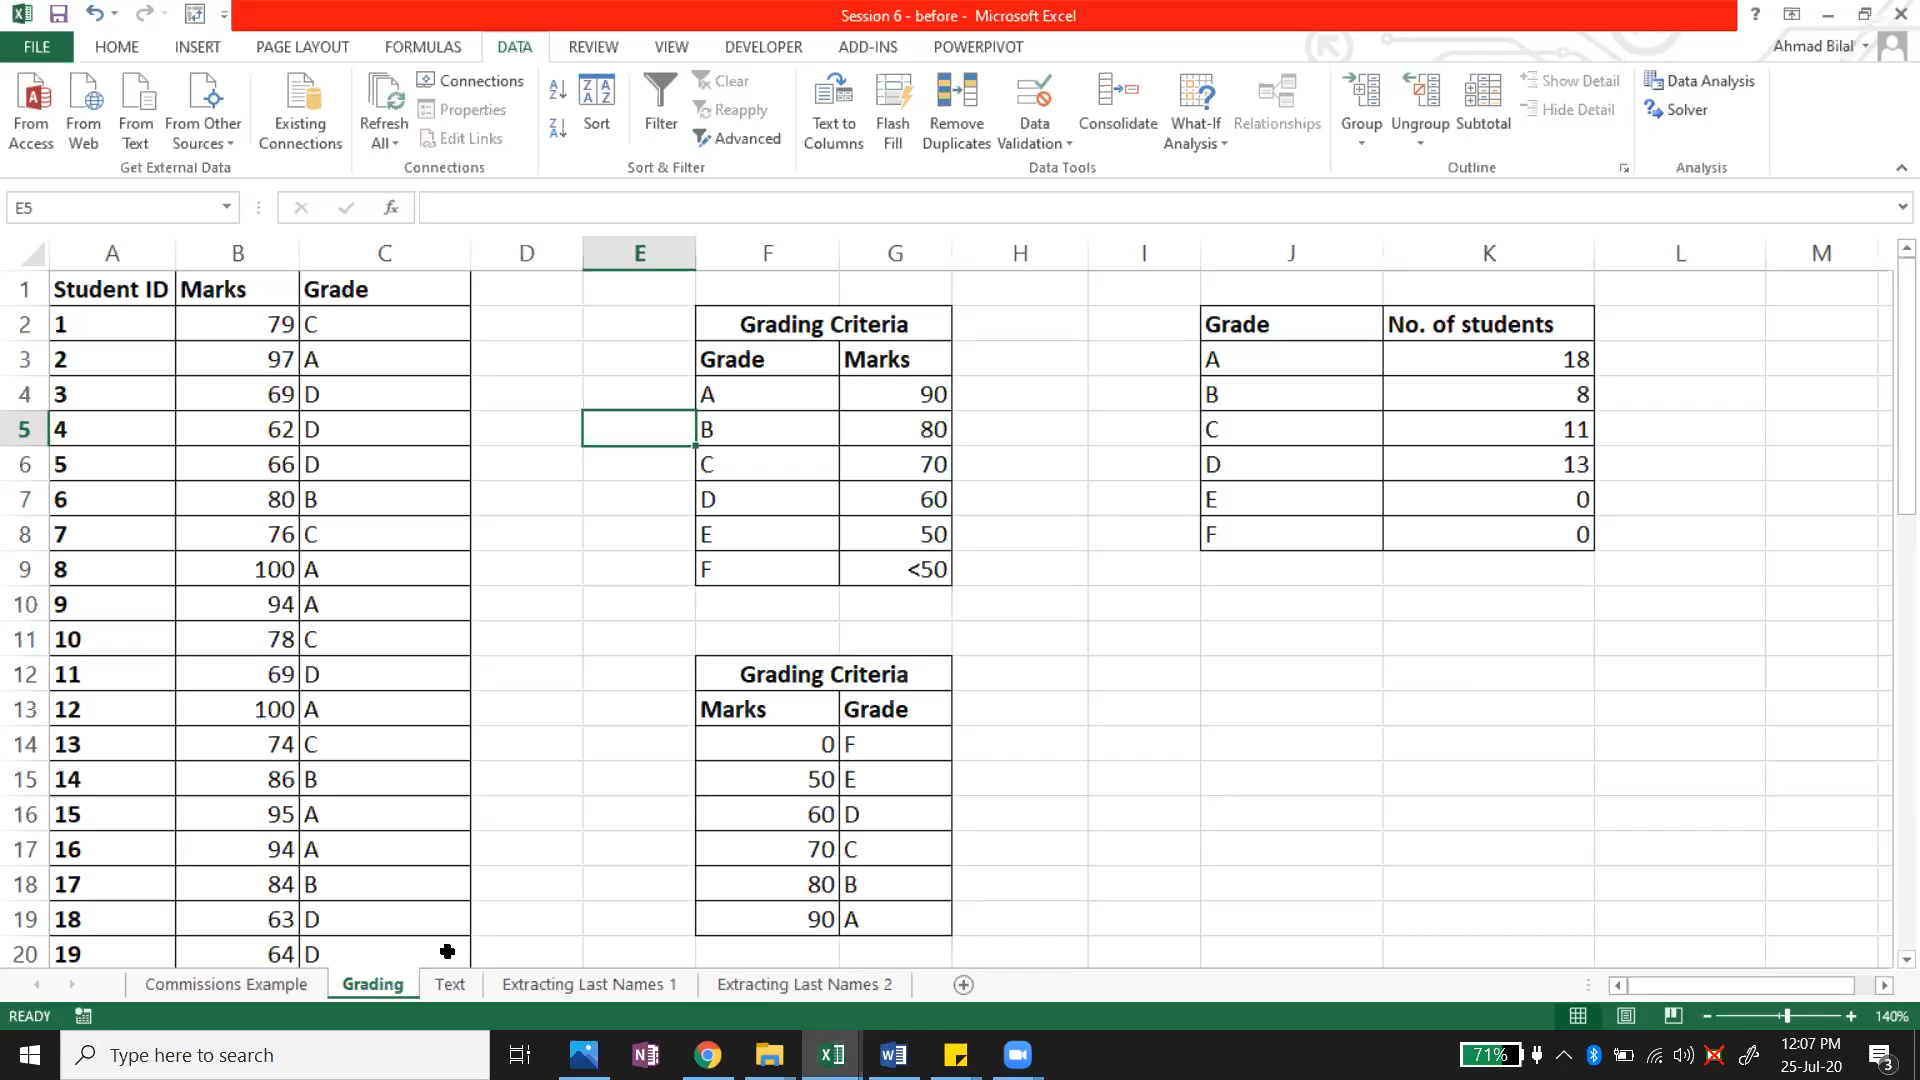 Session 6 - before - Microsoft Excel
FILE HOME INSERT PAGE LAYOUT FORMULAS DATA REVIEW VIEW DEVELOPER ADD-INS POWERPIVOT Ahmad Bilal
From Access
From Web
From Text
From Other Sources
Get External Data
Existing Connections
Refresh All
Connections
Properties
Edit Links
Connections
Sort
Filter
Clear
Reapply
Advanced
Sort & Filter
Text to Columns
Flash Fill
Remove Duplicates
Data Validation
Consolidate
What-If Analysis
Relationships
Data Tools
Group
Ungroup
Subtotal
Show Detail
Hide Detail
Outline
Data Analysis
Solver
Analysis
E5 fx
A B C D E F G H I J K L M
1 Student ID Marks Grade
2 1 79 C Grading Criteria Grade No. of students
3 2 97 A Grade Marks A 18
4 3 69 D A 90 B 8
5 4 62 D B 80 C 11
6 5 66 D C 70 D 13
7 6 80 B D 60 E 0
8 7 76 C E 50 F 0
9 8 100 A F <50
10 9 94 A
11 10 78 C
12 11 69 D Grading Criteria
13 12 100 A Marks Grade
14 13 74 C 0 F
15 14 86 B 50 E
16 15 95 A 60 D
17 16 94 A 70 C
18 17 84 B 80 B
19 18 63 D 90 A
20 19 64 D
Commissions Example Grading Text Extracting Last Names 1 Extracting Last Names 2
READY 140%
Type here to search 71% 12:07 PM
25-Jul-20 3